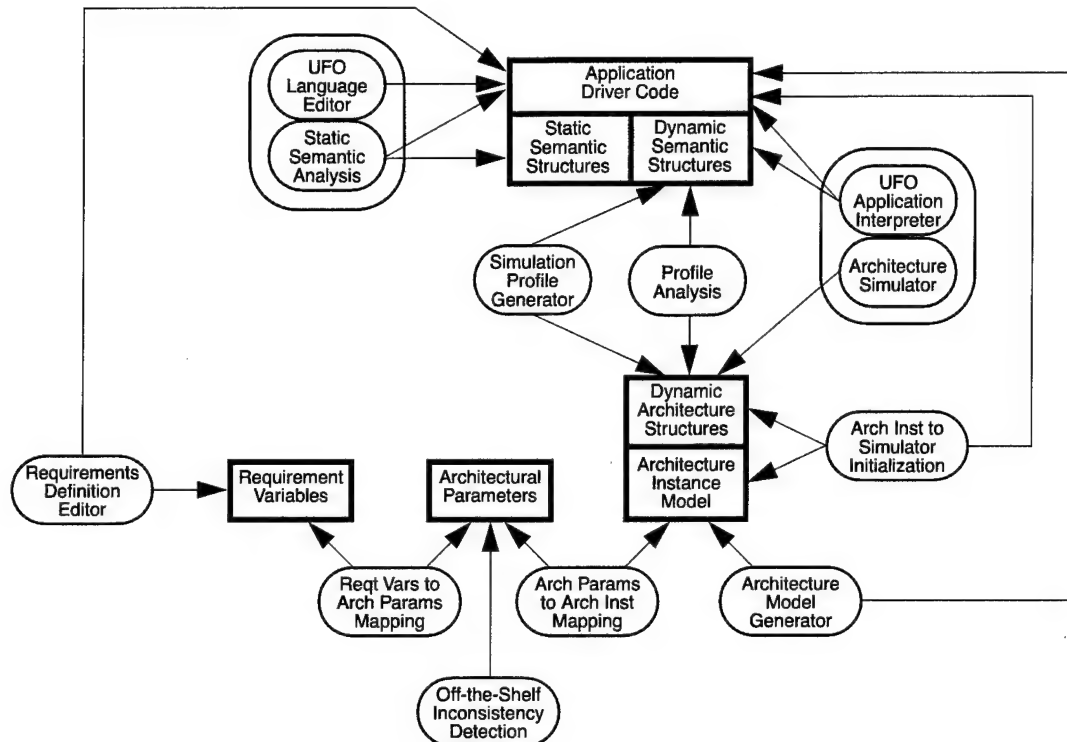 UFO
Language
Editor
Static
Semantic
Analysis
Application
Driver Code
Static
Semantic
Structures
Dynamic
Semantic
Structures
UFO
Application
Interpreter
Architecture
Simulator
Simulation
Profile
Generator
Profile
Analysis
Dynamic
Architecture
Structures
Architecture
Instance
Model
Arch Inst to
Simulator
Initialization
Requirements
Definition
Editor
Requirement
Variables
Architectural
Parameters
Reqt Vars to
Arch Params
Mapping
Arch Params
to Arch Inst
Mapping
Architecture
Model
Generator
Off-the-Shelf
Inconsistency
Detection